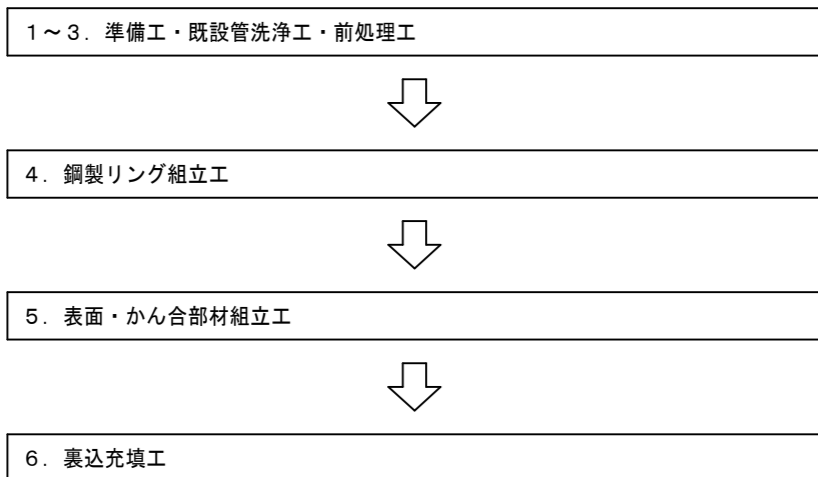 １～３．準備工・既設管洗浄工・前処理工
４．鋼製リング組立工
５．表面・かん合部材組立工
６．裏込充填工